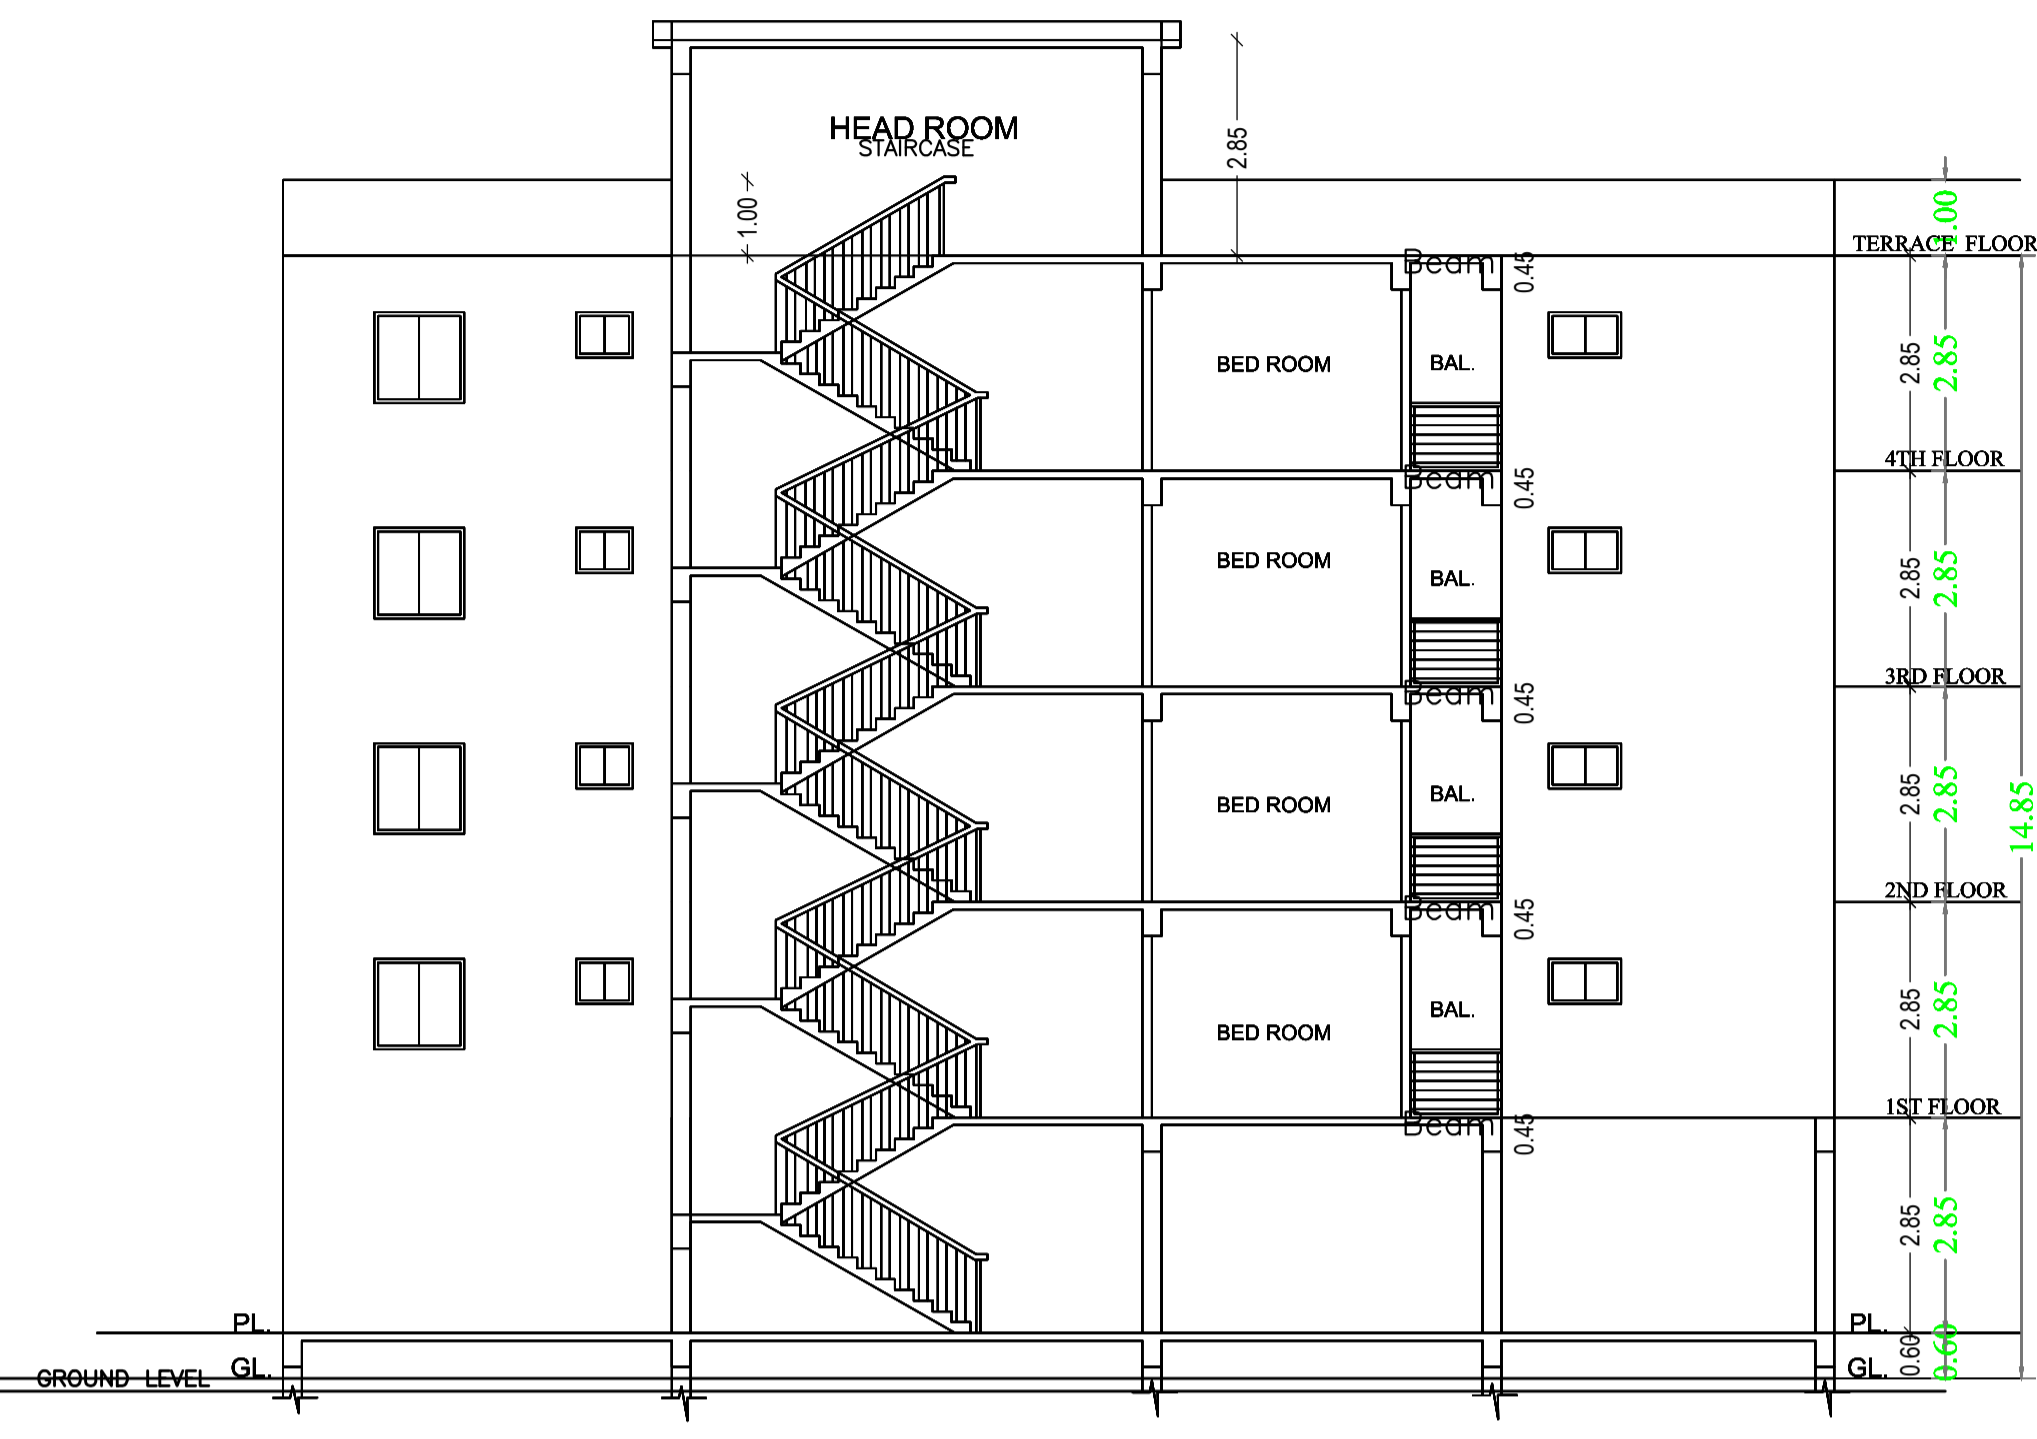 HEAD ROOM
STAIRCASE
2.85
1.00
1.00
TERRACE FLOOR
Beam
0.45
BED ROOM
BAL.
2.85
2.85
4TH FLOOR
Beam
0.45
BED ROOM
BAL.
2.85
2.85
3RD FLOOR
Beam
0.45
BED ROOM
BAL.
2.85
2.85
14.85
2ND FLOOR
Beam
0.45
BED ROOM
BAL.
2.85
2.85
1ST FLOOR
Beam
0.45
2.85
2.85
PL.
PL.
0.60
0.60
GROUND LEVEL
GL.
GL.